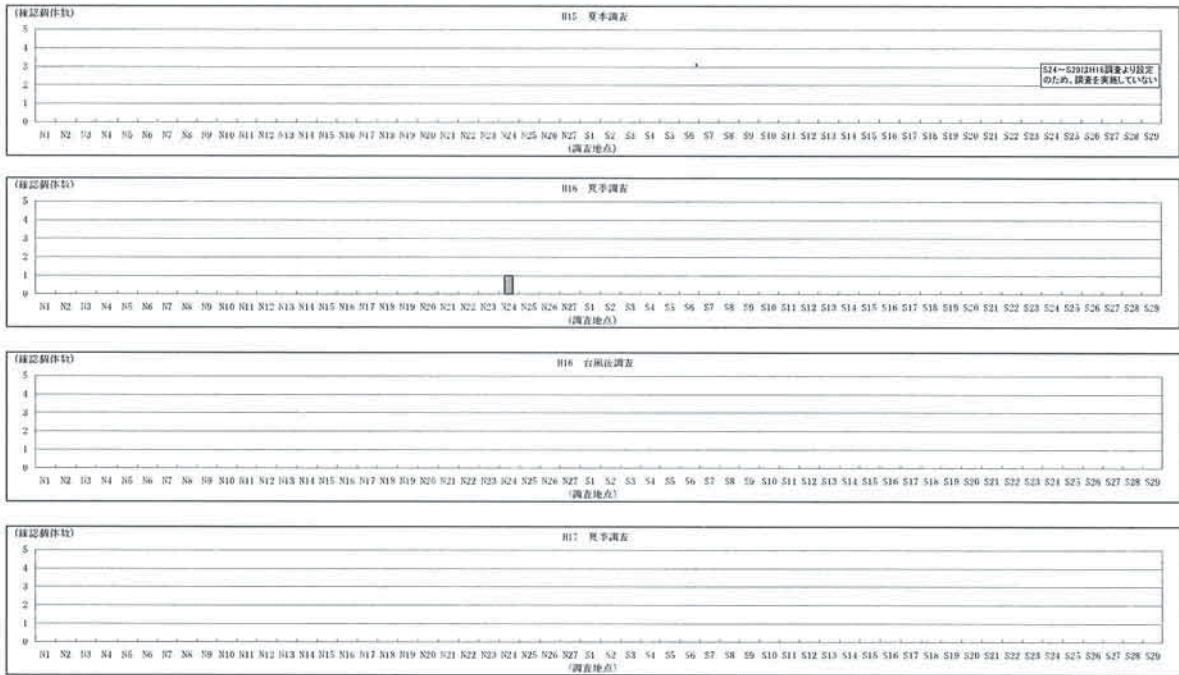 (確認個体数)
H15 夏季調査
5
4
3
2
1
0
S24～S29はH16調査より設定
のため、調査を実施していない
N1 N2 N3 N4 N5 N6 N7 N8 N9 N10 N11 N12 N13 N14 N15 N16 N17 N18 N19 N20 N21 N22 N23 N24 N25 N26 N27 S1 S2 S3 S4 S5 S6 S7 S8 S9 S10 S11 S12 S13 S14 S15 S16 S17 S18 S19 S20 S21 S22 S23 S24 S25 S26 S27 S28 S29
(調査地点)
(確認個体数)
H16 夏季調査
5
4
3
2
1
0
N1 N2 N3 N4 N5 N6 N7 N8 N9 N10 N11 N12 N13 N14 N15 N16 N17 N18 N19 N20 N21 N22 N23 N24 N25 N26 N27 S1 S2 S3 S4 S5 S6 S7 S8 S9 S10 S11 S12 S13 S14 S15 S16 S17 S18 S19 S20 S21 S22 S23 S24 S25 S26 S27 S28 S29
(調査地点)
(確認個体数)
H16 台風後調査
5
4
3
2
1
0
N1 N2 N3 N4 N5 N6 N7 N8 N9 N10 N11 N12 N13 N14 N15 N16 N17 N18 N19 N20 N21 N22 N23 N24 N25 N26 N27 S1 S2 S3 S4 S5 S6 S7 S8 S9 S10 S11 S12 S13 S14 S15 S16 S17 S18 S19 S20 S21 S22 S23 S24 S25 S26 S27 S28 S29
(調査地点)
(確認個体数)
H17 夏季調査
5
4
3
2
1
0
N1 N2 N3 N4 N5 N6 N7 N8 N9 N10 N11 N12 N13 N14 N15 N16 N17 N18 N19 N20 N21 N22 N23 N24 N25 N26 N27 S1 S2 S3 S4 S5 S6 S7 S8 S9 S10 S11 S12 S13 S14 S15 S16 S17 S18 S19 S20 S21 S22 S23 S24 S25 S26 S27 S28 S29
(調査地点)